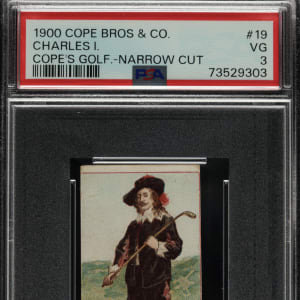 1900 COPE BROS & CO. #19
CHARLES I. VG
COPE'S GOLF.-NARROW CUT 3
PSA 73529303